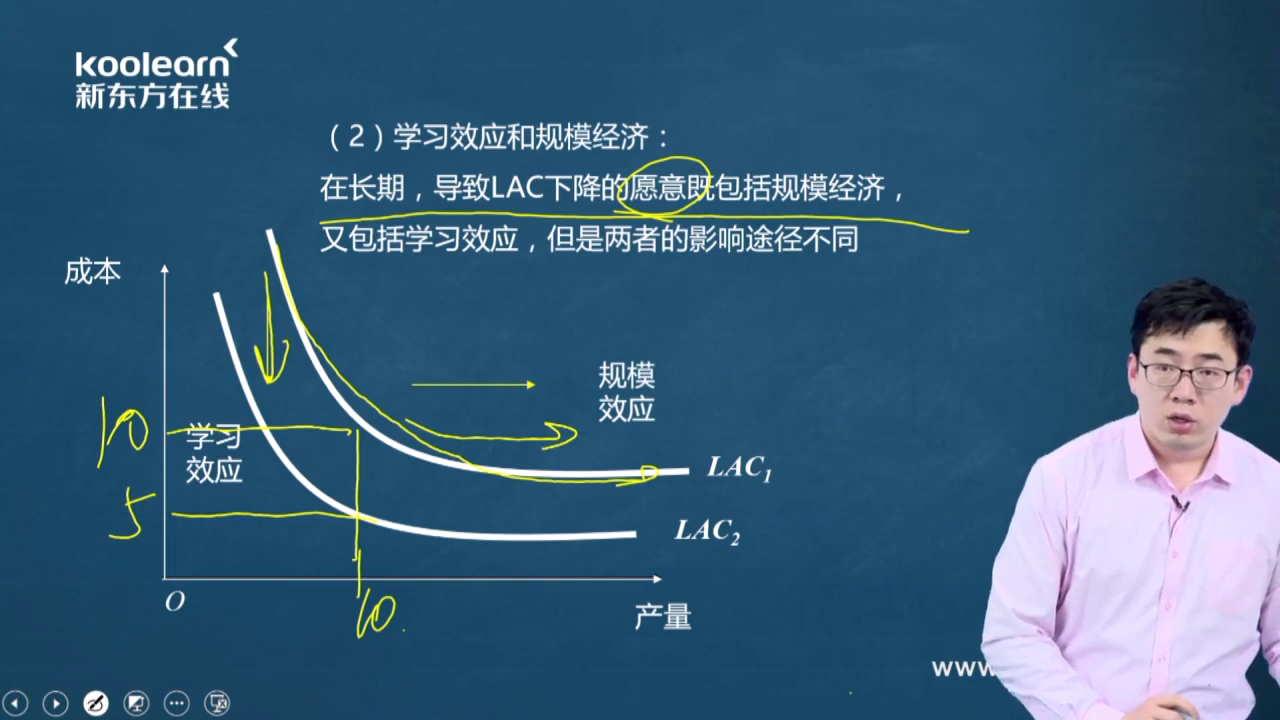 koolearn
新东方在线
（2）学习效应和规模经济：
在长期，导致LAC下降的愿意既包括规模经济，
又包括学习效应，但是两者的影响途径不同
成本
规模
效应
10
学习
效应
LAC1
5
LAC2
O
10
产量
www